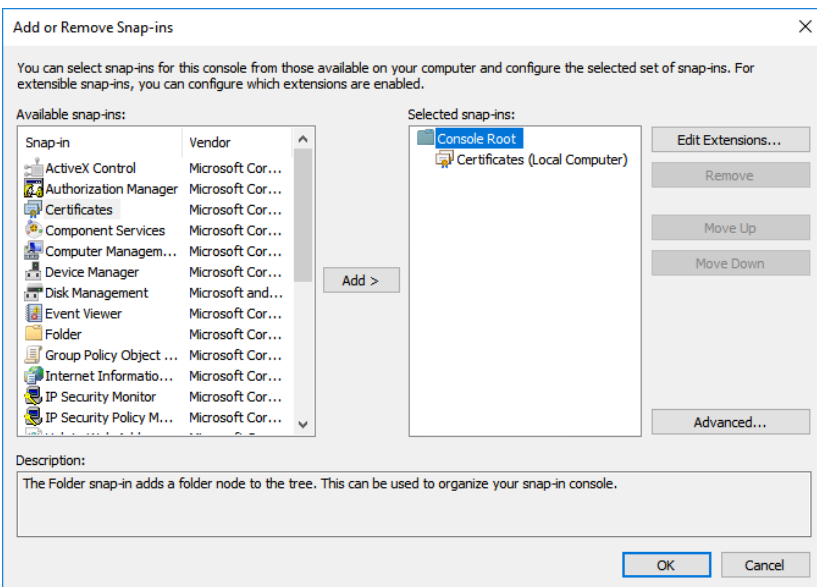 Add or Remove Snap-ins
You can select snap-ins for this console from those available on your computer and configure the selected set of snap-ins. For
extensible snap-ins, you can configure which extensions are enabled.
Available snap-ins:
Snap-in Vendor
ActiveX Control Microsoft Cor...
Authorization Manager Microsoft Cor...
Certificates Microsoft Cor...
Component Services Microsoft Cor...
Computer Managem... Microsoft Cor...
Device Manager Microsoft Cor...
Disk Management Microsoft and...
Event Viewer Microsoft Cor...
Folder Microsoft Cor...
Group Policy Object ... Microsoft Cor...
Internet Informatio... Microsoft Cor...
IP Security Monitor Microsoft Cor...
IP Security Policy M... Microsoft Cor...
Add >
Selected snap-ins:
Console Root
Certificates (Local Computer)
Edit Extensions...
Remove
Move Up
Move Down
Advanced...
Description:
The Folder snap-in adds a folder node to the tree. This can be used to organize your snap-in console.
OK
Cancel